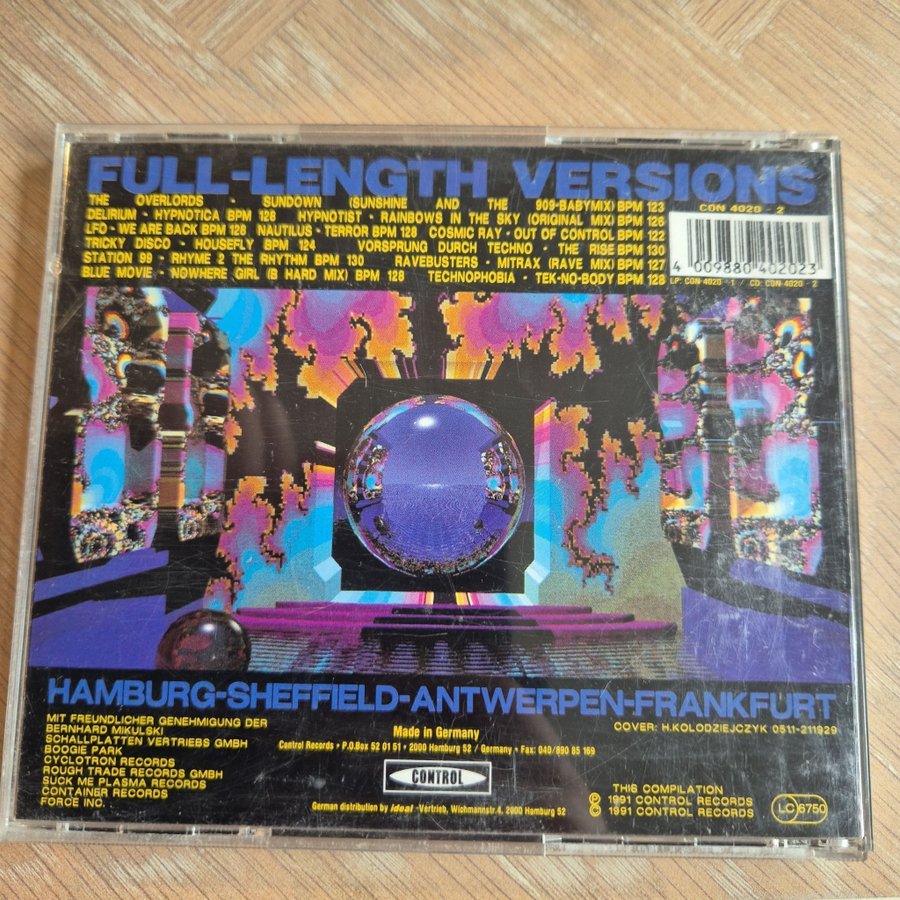 FULL-LENGTH VERSIONS
THE OVERLORDS - SUNDOWN (SUNSHINE AND THE 909-BABYMIX) BPM 123
DELIRIUM - HYPNOTICA BPM 128 HYPNOTIST - RAINBOWS IN THE SKY (ORIGINAL MIX) BPM 126
LFO - WE ARE BACK BPM 128 NAUTILUS - TERROR BPM 128 COSMIC RAY - OUT OF CONTROL BPM 122
TRICKY DISCO - HOUSEFLY BPM 124 VORSPRUNG DURCH TECHNO - THE RISE BPM 130
STATION 99 - RHYME 2 THE RHYTHM BPM 130 RAVEBUSTERS - MITRAX (RAVE MIX) BPM 127
BLUE MOVIE - NOWHERE GIRL (B HARD MIX) BPM 128 TECHNOPHOBIA - TEK-NO-BODY BPM 128
CON 4020 - 2
4 009880 402023
LP: CON 4020 - 1 / CD: CON 4020 - 2
HAMBURG-SHEFFIELD-ANTWERPEN-FRANKFURT
MIT FREUNDLICHER GENEHMIGUNG DER
BERNHARD MIKULSKI
SCHALLPLATTEN VERTRIEBS GMBH
BOOGIE PARK
CYCLOTRON RECORDS
ROUGH TRADE RECORDS GMBH
SUCK ME PLASMA RECORDS
CONTAINER RECORDS
FORCE INC.
Made in Germany
Control Records • P.O.Box 52 01 51 • 2000 Hamburg 52 / Germany • Fax: 040/890 85 169
CONTROL
German distribution by ideal-Vertrieb, Wichmannstr. 4, 2000 Hamburg 52
COVER: H.KOLODZIEJCZYK 0511-211929
THIS COMPILATION
℗ 1991 CONTROL RECORDS
© 1991 CONTROL RECORDS
LC 6750